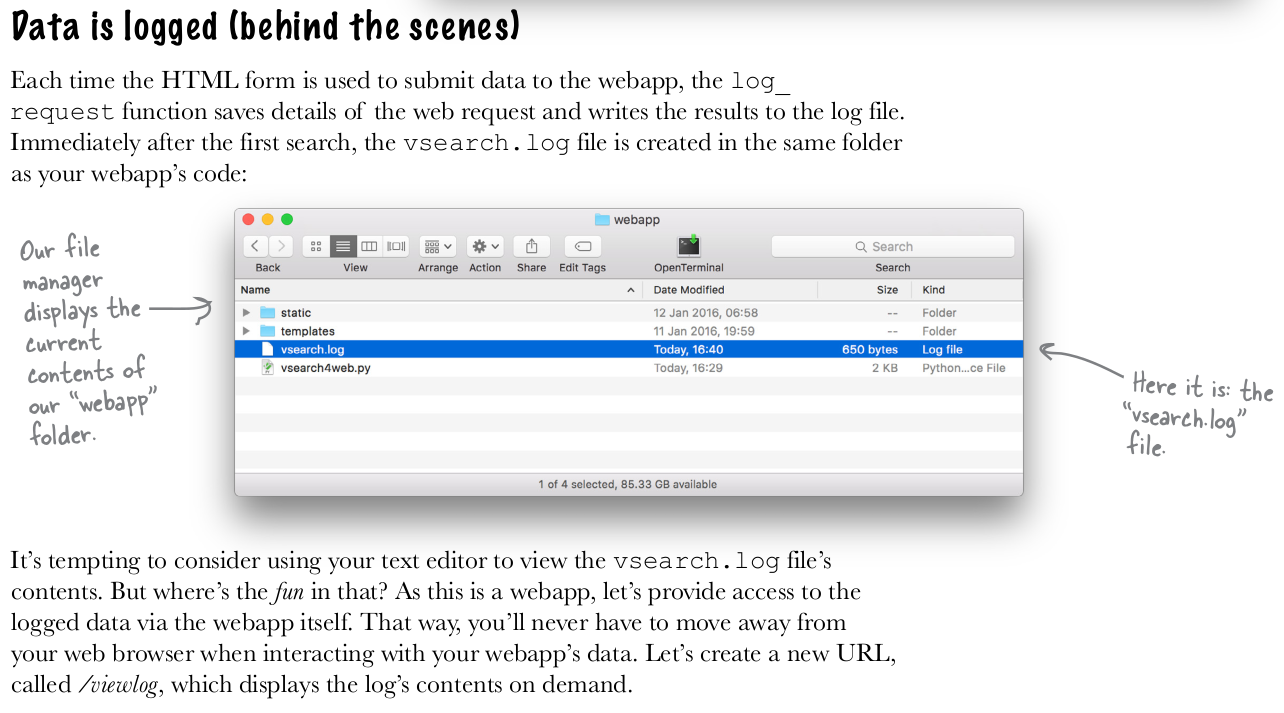 Data is logged (behind the scenes)
Each time the HTML form is used to submit data to the webapp, the log_
request function saves details of the web request and writes the results to the log file.
Immediately after the first search, the vsearch.log file is created in the same folder
as your webapp's code:
Our file
manager
displays the
current
contents of
our "webapp"
folder.
webapp
Search
Back View Arrange Action Share Edit Tags OpenTerminal Search
Name Date Modified Size Kind
static 12 Jan 2016, 06:58 -- Folder
templates 11 Jan 2016, 19:59 -- Folder
vsearch.log Today, 16:40 650 bytes Log file
vsearch4web.py Today, 16:29 2 KB Python...ce File
1 of 4 selected, 85.33 GB available
Here it is: the
"vsearch.log"
file.
It's tempting to consider using your text editor to view the vsearch.log file's
contents. But where's the fun in that? As this is a webapp, let's provide access to the
logged data via the webapp itself. That way, you'll never have to move away from
your web browser when interacting with your webapp's data. Let's create a new URL,
called /viewlog, which displays the log's contents on demand.